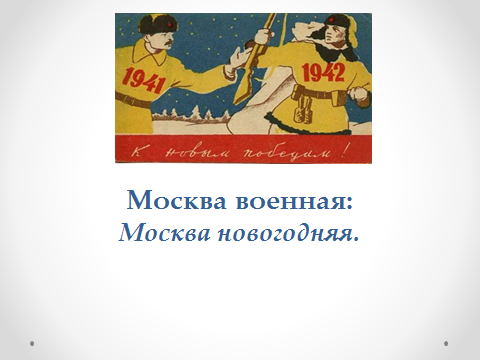 1941
1942
К новым победам!
Москва военная:
Москва новогодняя.